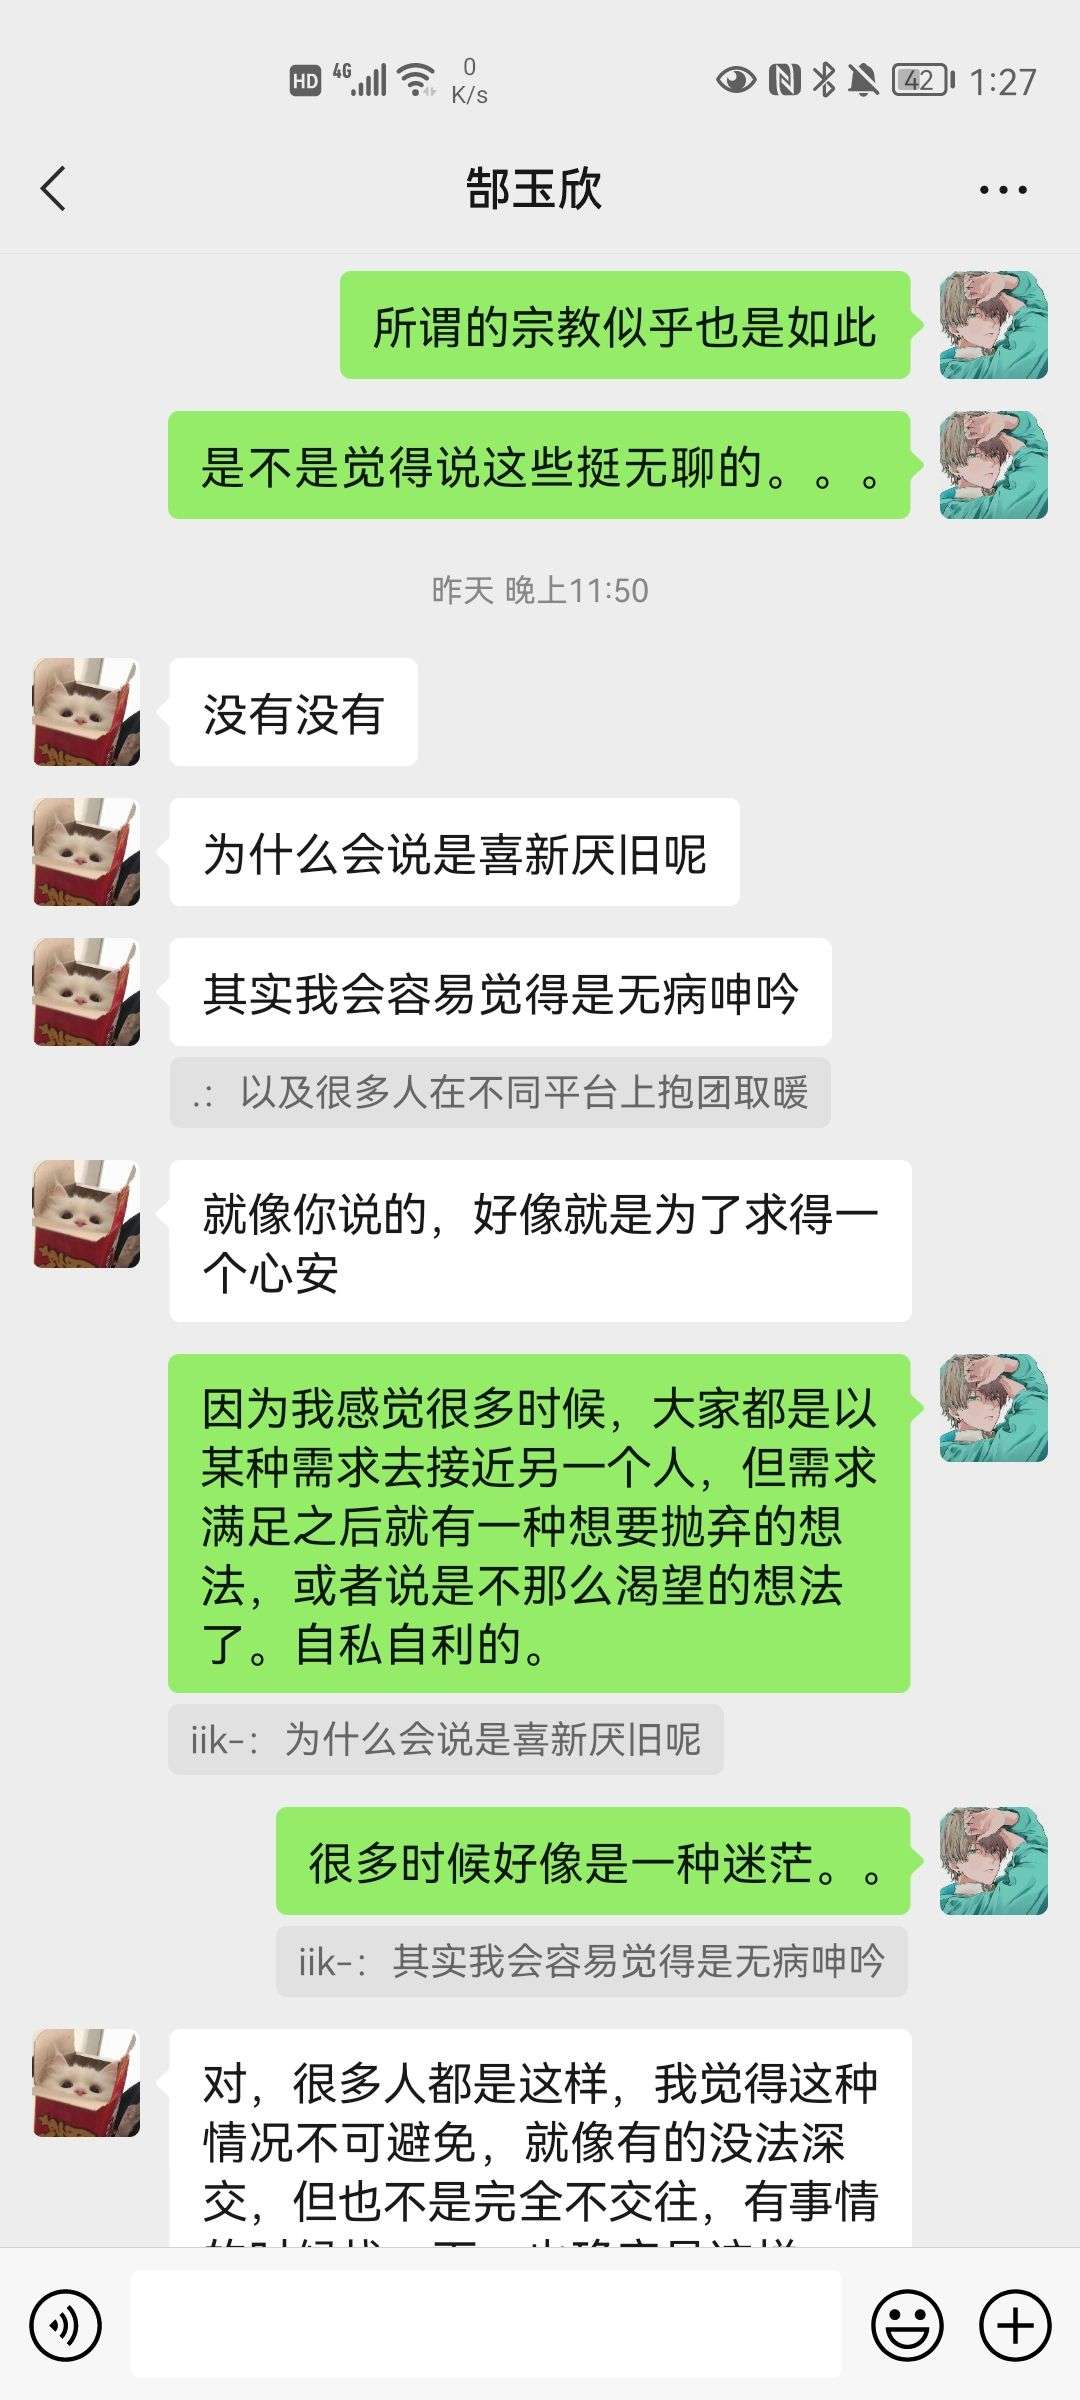 HD 4G 0 K/s 42 1:27
郜玉欣
所谓的宗教似乎也是如此
是不是觉得说这些挺无聊的。。。
昨天 晚上11:50
没有没有
为什么会说是喜新厌旧呢
其实我会容易觉得是无病呻吟
.：以及很多人在不同平台上抱团取暖
就像你说的，好像就是为了求得一
个心安
因为我感觉很多时候，大家都是以
某种需求去接近另一个人，但需求
满足之后就有一种想要抛弃的想
法，或者说是不那么渴望的想法
了。自私自利的。
iik-：为什么会说是喜新厌旧呢
很多时候好像是一种迷茫。。
iik-：其实我会容易觉得是无病呻吟
对，很多人都是这样，我觉得这种
情况不可避免，就像有的没法深
交，但也不是完全不交往，有事情